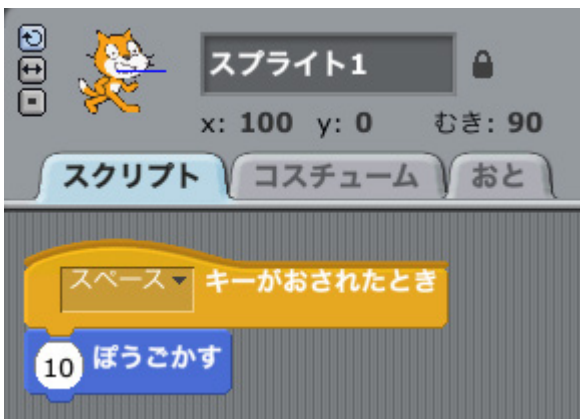 スプライト1
x: 100 y: 0 むき: 90
スクリプト コスチューム おと
スペース キーがおされたとき
10 ぽうごかす